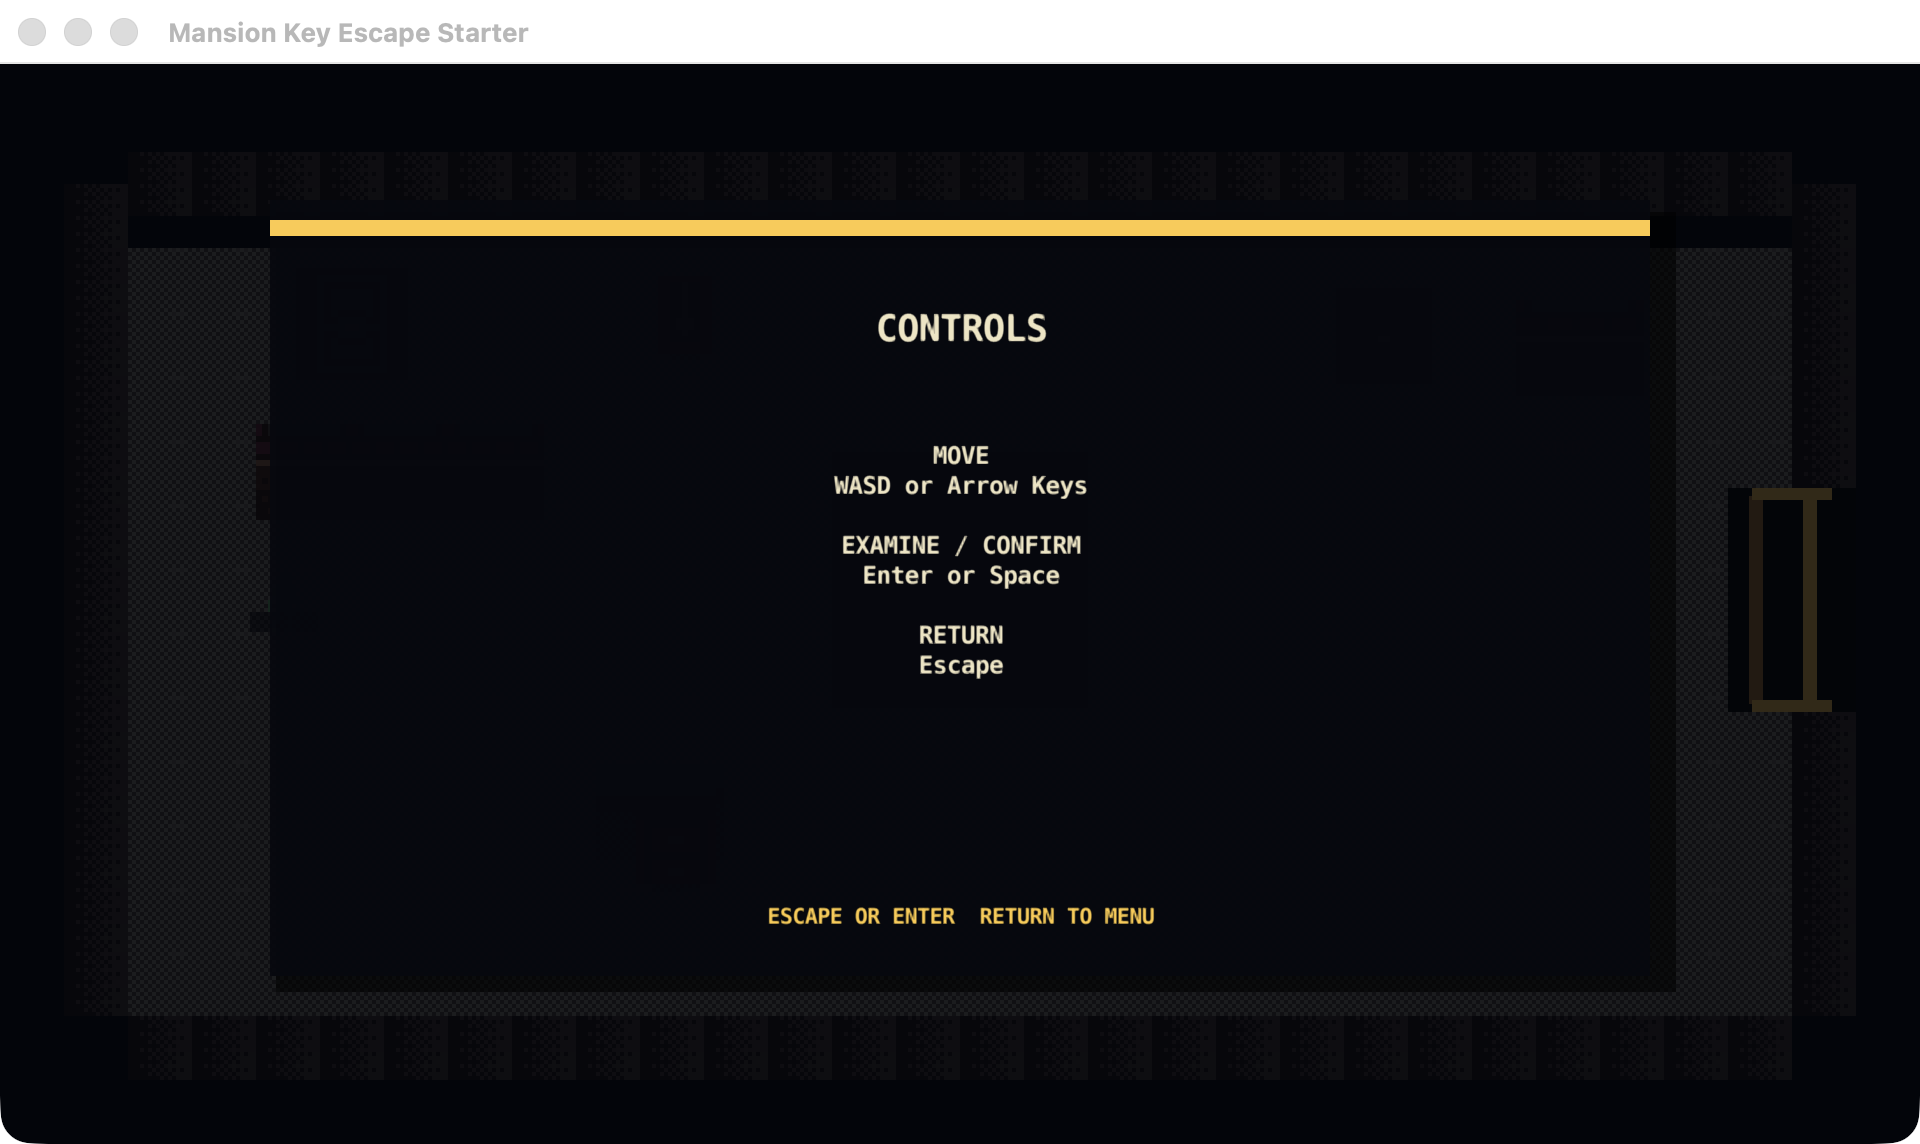 Mansion Key Escape Starter
CONTROLS
MOVE
WASD or Arrow Keys
EXAMINE / CONFIRM
Enter or Space
RETURN
Escape
ESCAPE OR ENTER  RETURN TO MENU